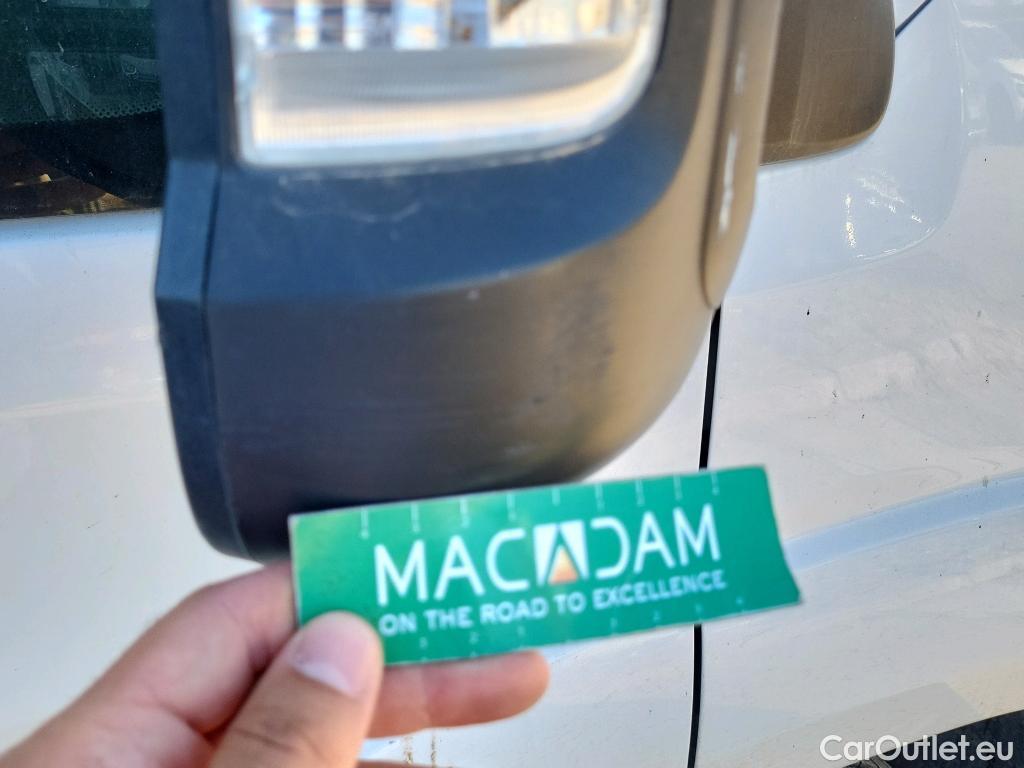 MACADAM
ON THE ROAD TO EXCELLENCE
CarOutlet.eu